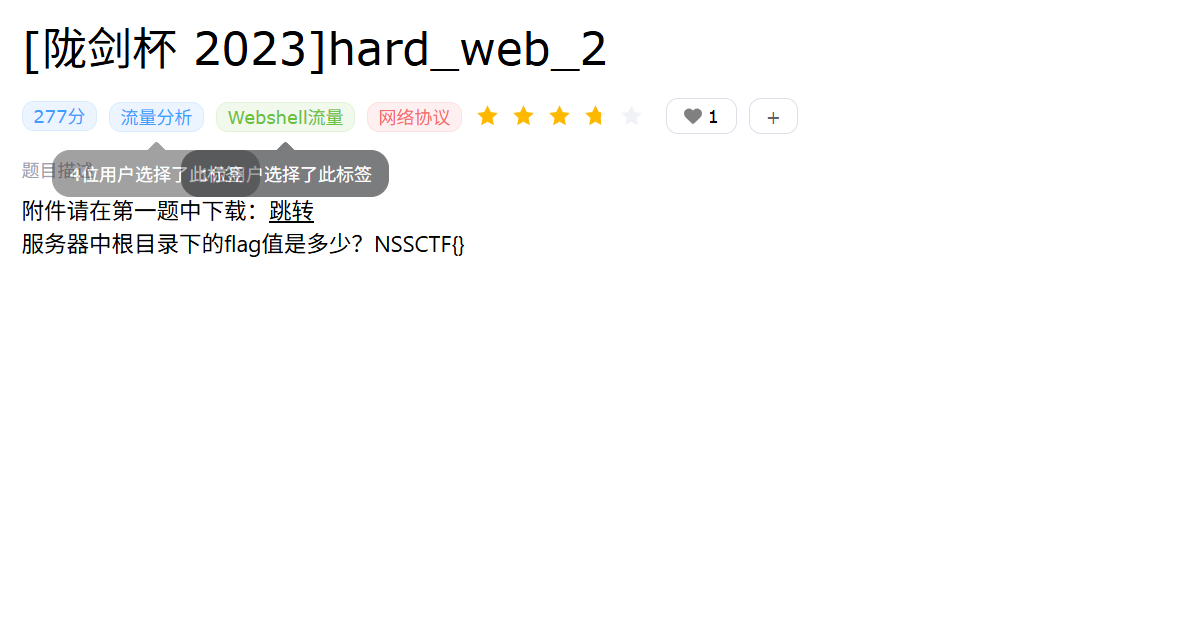 [陇剑杯 2023]hard_web_2
277分 流量分析 Webshell流量 网络协议 1 +
题目描述
4位用户选择了此标签 户选择了此标签
附件请在第一题中下载：跳转
服务器中根目录下的flag值是多少？NSSCTF{}